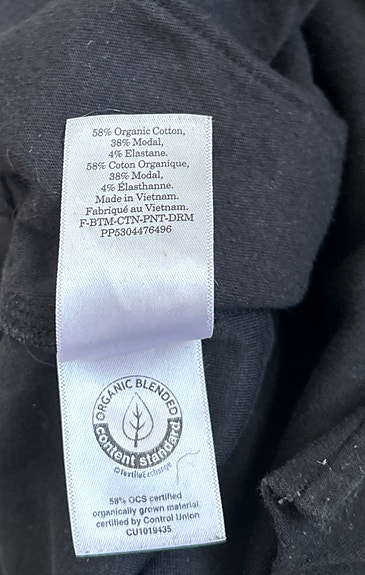 58% Organic Cotton,
38% Modal,
4% Elastane.
58% Coton Organique,
38% Modal,
4% Élasthanne.
Made in Vietnam.
Fabriqué au Vietnam.
F-BTM-CTN-PNT-DRM
PP5304476496
ORGANIC BLENDED
content standard
©TextileExchange
58% OCS certified
organically grown material
certified by Control Union
CU1019435